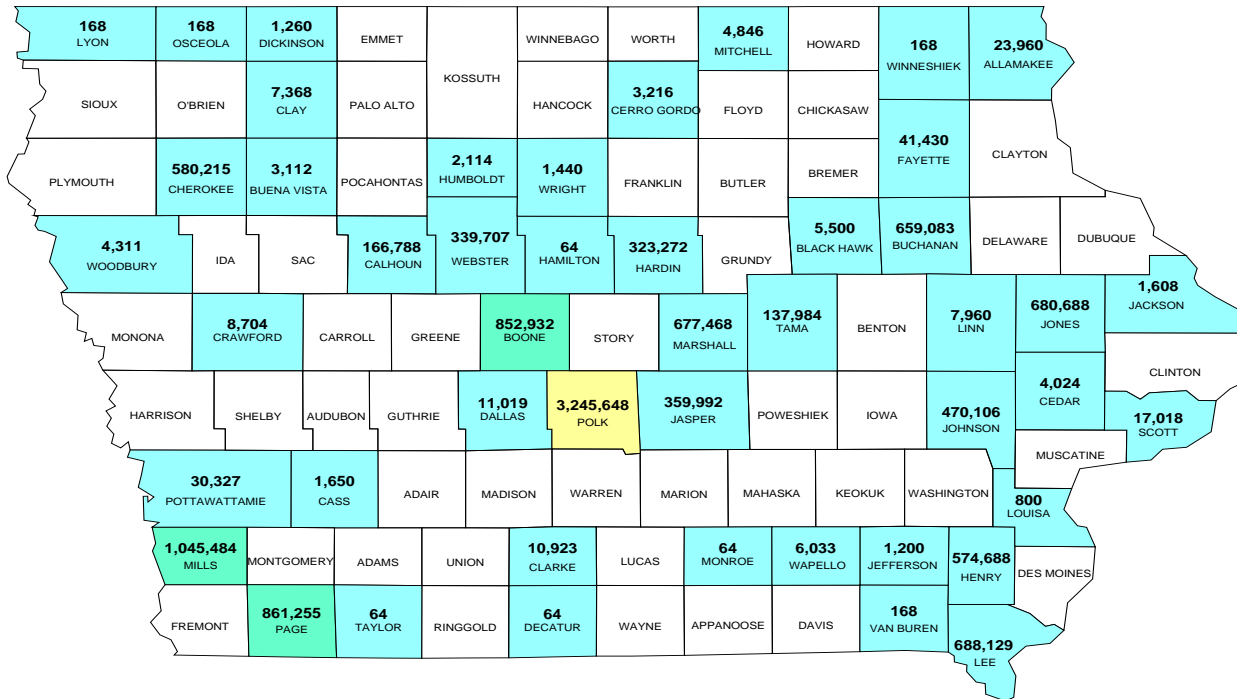 168
LYON
168
OSCEOLA
1,260
DICKINSON
EMMET
KOSSUTH
WINNEBAGO
WORTH
4,846
MITCHELL
HOWARD
168
WINNESHIEK
23,960
ALLAMAKEE
SIOUX
O'BRIEN
7,368
CLAY
PALO ALTO
HANCOCK
3,216
CERRO GORDO
FLOYD
CHICKASAW
41,430
FAYETTE
CLAYTON
PLYMOUTH
580,215
CHEROKEE
3,112
BUENA VISTA
POCAHONTAS
2,114
HUMBOLDT
1,440
WRIGHT
FRANKLIN
BUTLER
BREMER
4,311
WOODBURY
IDA
SAC
166,788
CALHOUN
339,707
WEBSTER
64
HAMILTON
323,272
HARDIN
GRUNDY
5,500
BLACK HAWK
659,083
BUCHANAN
DELAWARE
DUBUQUE
MONONA
8,704
CRAWFORD
CARROLL
GREENE
852,932
BOONE
STORY
677,468
MARSHALL
137,984
TAMA
BENTON
7,960
LINN
680,688
JONES
1,608
JACKSON
CLINTON
HARRISON
SHELBY
AUDUBON
GUTHRIE
11,019
DALLAS
3,245,648
POLK
359,992
JASPER
POWESHIEK
IOWA
470,106
JOHNSON
4,024
CEDAR
17,018
SCOTT
MUSCATINE
30,327
POTTAWATTAMIE
1,650
CASS
ADAIR
MADISON
WARREN
MARION
MAHASKA
KEOKUK
WASHINGTON
800
LOUISA
1,045,484
MILLS
MONTGOMERY
ADAMS
UNION
10,923
CLARKE
LUCAS
64
MONROE
6,033
WAPELLO
1,200
JEFFERSON
574,688
HENRY
DES MOINES
FREMONT
861,255
PAGE
64
TAYLOR
RINGGOLD
64
DECATUR
WAYNE
APPANOOSE
DAVIS
168
VAN BUREN
688,129
LEE